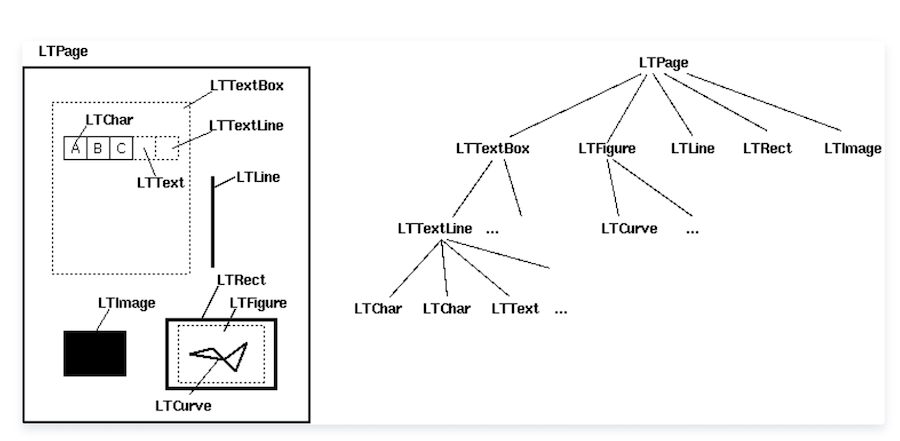 LTPage
LTTextBox
LTChar
LTTextLine
A B C
LTText
LTLine
LTRect
LTImage
LTFigure
LTCurve
LTPage
LTTextBox LTFigure LTLine LTRect LTImage
LTTextLine ... LTCurve ...
LTChar LTChar LTText ...